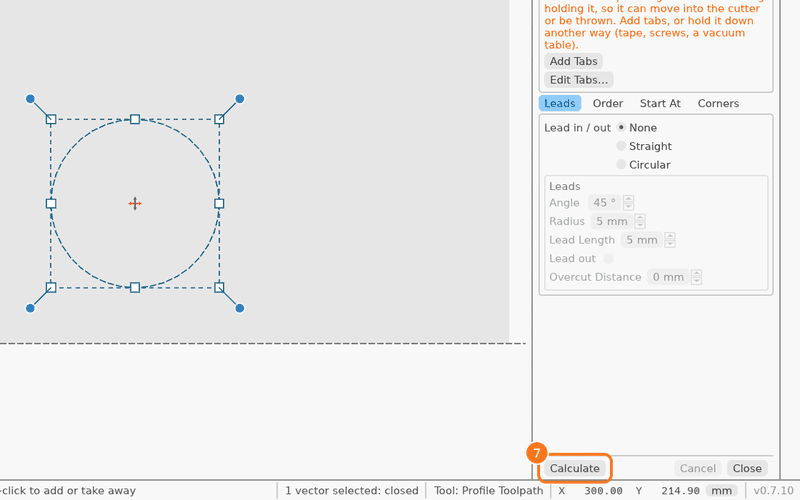 holding it, so it can move into the cutter
or be thrown. Add tabs, or hold it down
another way (tape, screws, a vacuum
table).
Add Tabs
Edit Tabs...
Leads Order Start At Corners
Lead in / out None
Straight
Circular
Leads
Angle 45 °
Radius 5 mm
Lead Length 5 mm
Lead out
Overcut Distance 0 mm
7
Calculate Cancel Close
-click to add or take away 1 vector selected: closed Tool: Profile Toolpath X 300.00 Y 214.90 mm v0.7.10